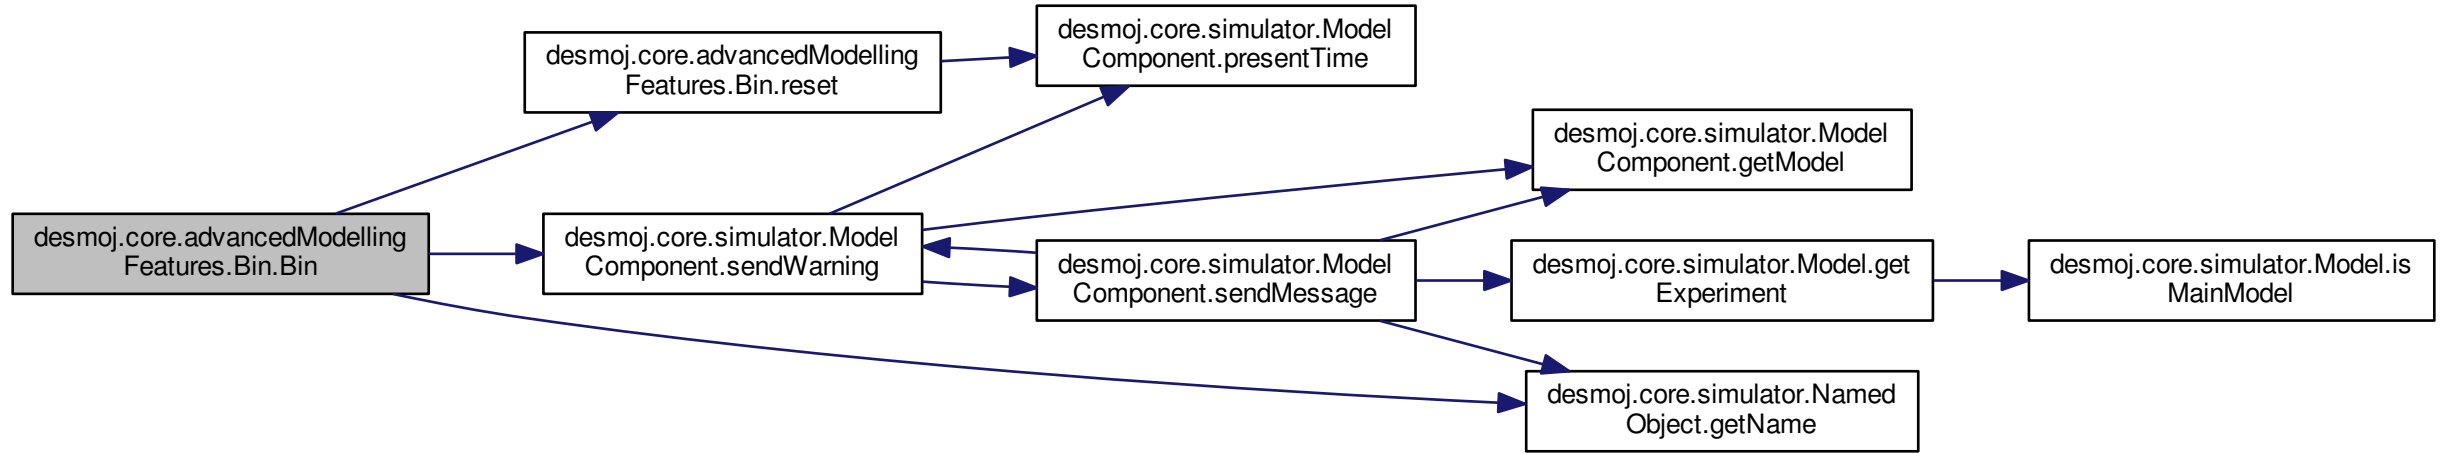 desmoj.core.advancedModelling
Features.Bin.Bin
desmoj.core.advancedModelling
Features.Bin.reset
desmoj.core.simulator.Model
Component.sendWarning
desmoj.core.simulator.Model
Component.presentTime
desmoj.core.simulator.Model
Component.sendMessage
desmoj.core.simulator.Model
Component.getModel
desmoj.core.simulator.Model.get
Experiment
desmoj.core.simulator.Named
Object.getName
desmoj.core.simulator.Model.is
MainModel